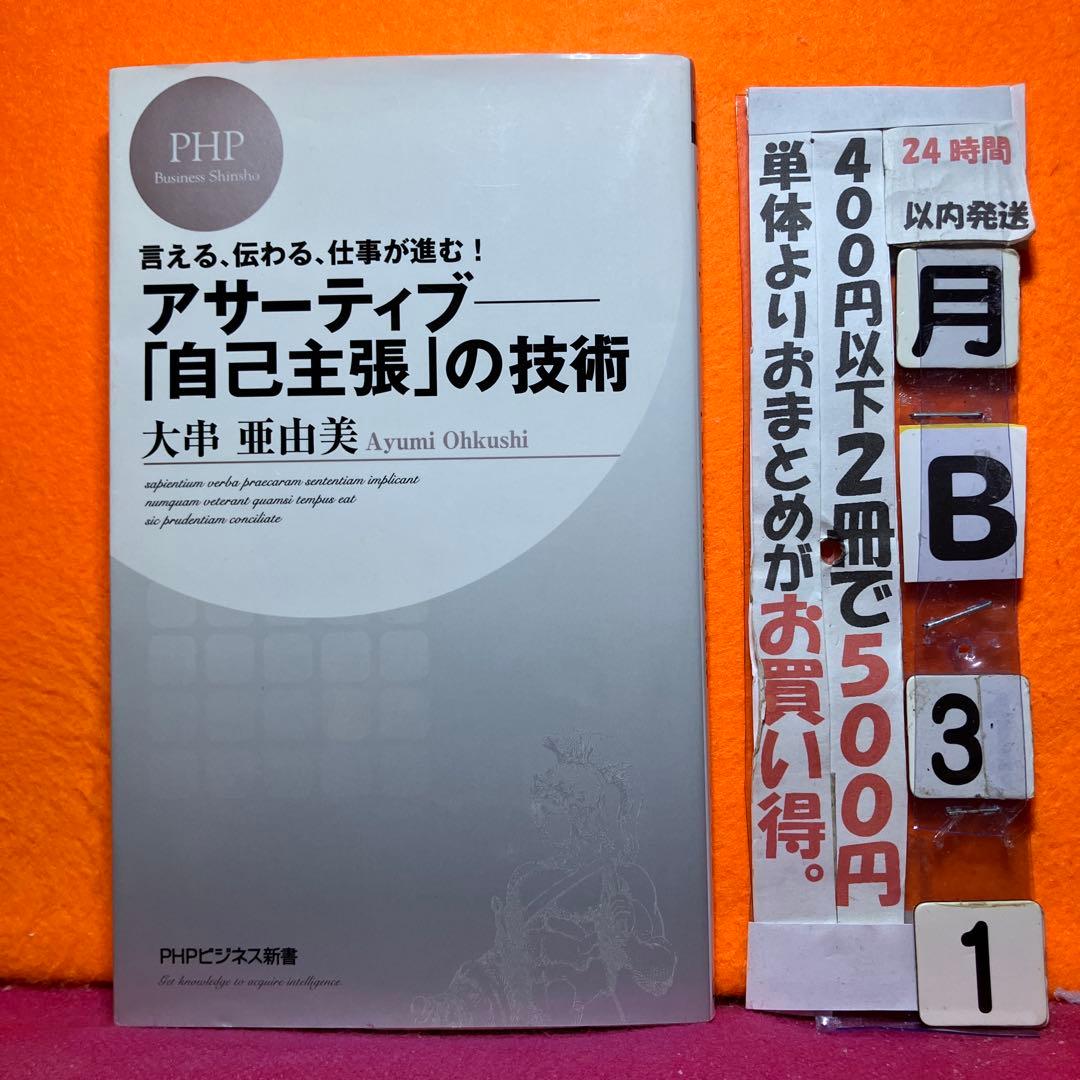 PHP
Business Shinsho
言える、伝わる、仕事が進む!
アサーティブ――
「自己主張」の技術
大串 亜由美 Ayumi Ohkushi
sapientium verba praecaram sententiam implicant
numquam veterant quamsi tempus eat
sic prudentiam conciliate
PHPビジネス新書
Get knowledge to acquire intelligence.
24時間
以内発送
400円以下2冊で500円
単体よりおまとめがお買い得。
月
B
3
1